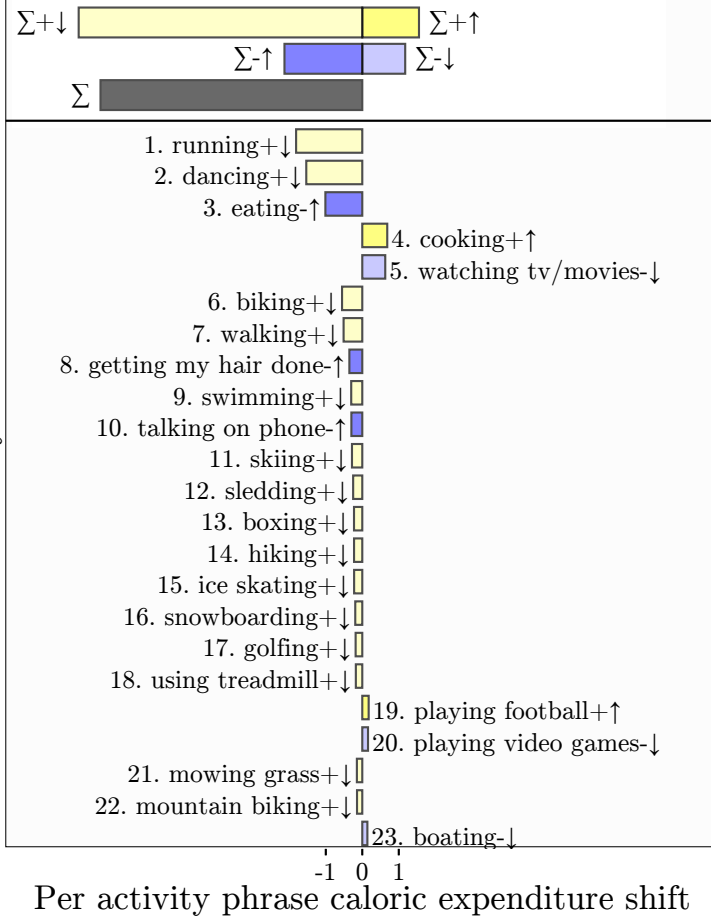 ∑+↓ ∑+↑
∑-↑ ∑-↓
∑
1. running+↓
2. dancing+↓
3. eating-↑
4. cooking+↑
5. watching tv/movies-↓
6. biking+↓
7. walking+↓
8. getting my hair done-↑
9. swimming+↓
10. talking on phone-↑
11. skiing+↓
12. sledding+↓
13. boxing+↓
14. hiking+↓
15. ice skating+↓
16. snowboarding+↓
17. golfing+↓
18. using treadmill+↓
19. playing football+↑
20. playing video games-↓
21. mowing grass+↓
22. mountain biking+↓
23. boating-↓
-1 0 1
Per activity phrase caloric expenditure shift